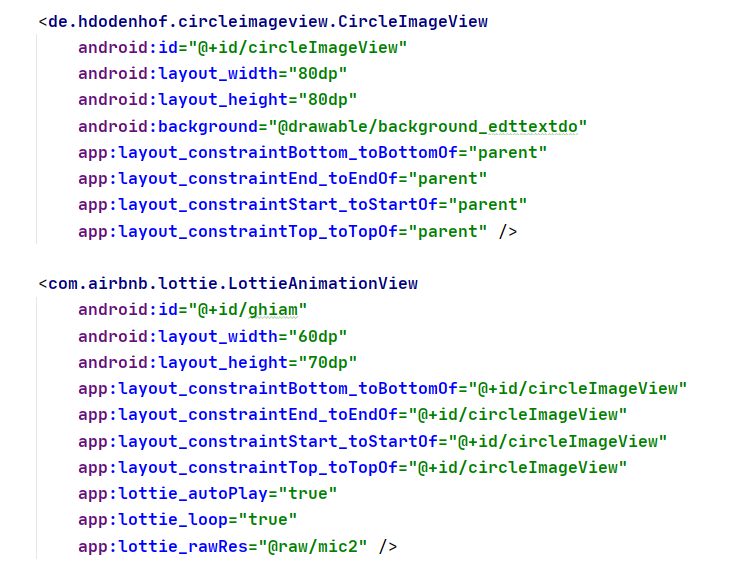 <de.hdodenhof.circleimageview.CircleImageView
android:id="@+id/circleImageView"
android:layout_width="80dp"
android:layout_height="80dp"
android:background="@drawable/background_edttextdo"
app:layout_constraintBottom_toBottomOf="parent"
app:layout_constraintEnd_toEndOf="parent"
app:layout_constraintStart_toStartOf="parent"
app:layout_constraintTop_toTopOf="parent" />
<com.airbnb.lottie.LottieAnimationView
android:id="@+id/ghiam"
android:layout_width="60dp"
android:layout_height="70dp"
app:layout_constraintBottom_toBottomOf="@+id/circleImageView"
app:layout_constraintEnd_toEndOf="@+id/circleImageView"
app:layout_constraintStart_toStartOf="@+id/circleImageView"
app:layout_constraintTop_toTopOf="@+id/circleImageView"
app:lottie_autoPlay="true"
app:lottie_loop="true"
app:lottie_rawRes="@raw/mic2" />